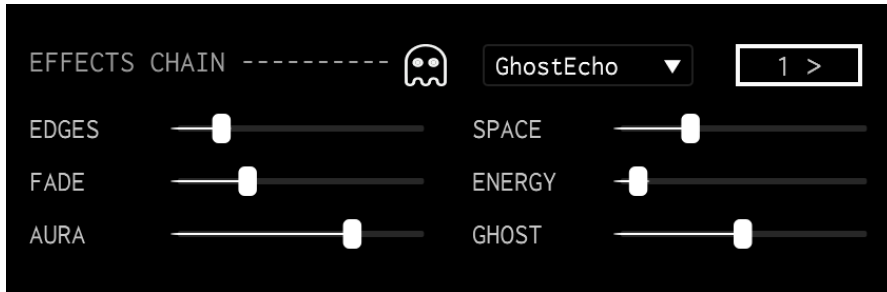 EFFECTS CHAIN ---------- GhostEcho ▼ 1 >
EDGES SPACE
FADE ENERGY
AURA GHOST